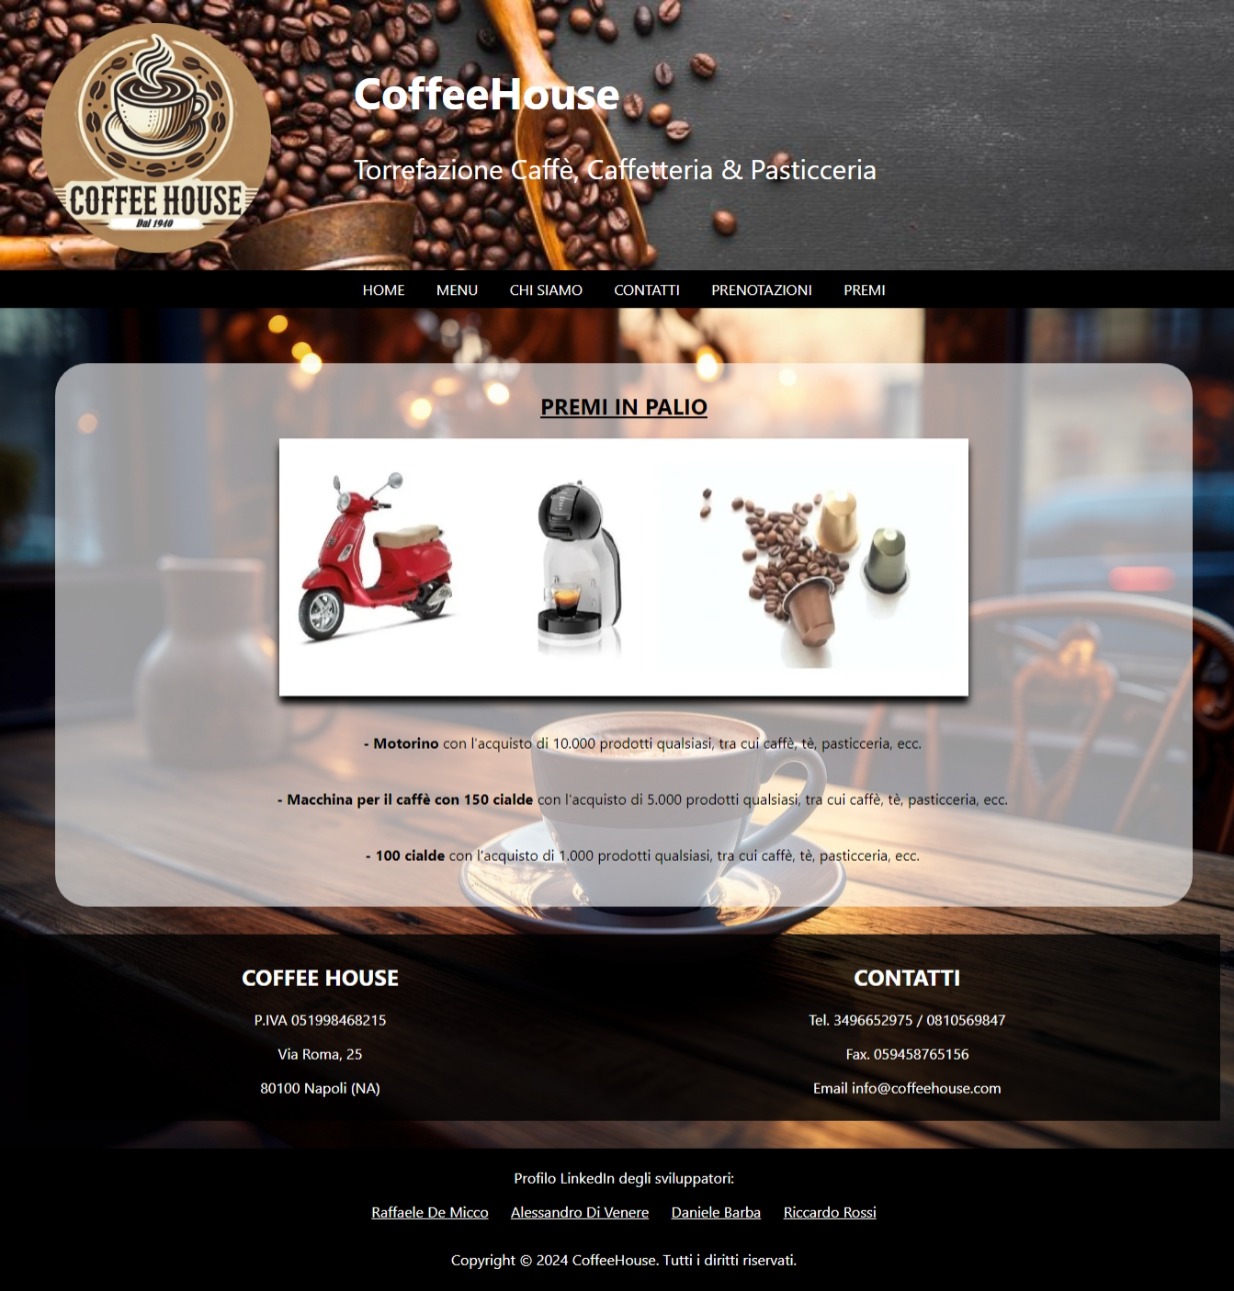 COFFEE HOUSE
Dal 1940
CoffeeHouse
Torrefazione Caffè, Caffetteria & Pasticceria
HOME MENU CHI SIAMO CONTATTI PRENOTAZIONI PREMI
PREMI IN PALIO
- Motorino con l'acquisto di 10.000 prodotti qualsiasi, tra cui caffè, tè, pasticceria, ecc.
- Macchina per il caffè con 150 cialde con l'acquisto di 5.000 prodotti qualsiasi, tra cui caffè, tè, pasticceria, ecc.
- 100 cialde con l'acquisto di 1.000 prodotti qualsiasi, tra cui caffè, tè, pasticceria, ecc.
COFFEE HOUSE
P.IVA 051998468215
Via Roma, 25
80100 Napoli (NA)
CONTATTI
Tel. 3496652975 / 0810569847
Fax. 059458765156
Email info@coffeehouse.com
Profilo LinkedIn degli sviluppatori:
Raffaele De Micco Alessandro Di Venere Daniele Barba Riccardo Rossi
Copyright © 2024 CoffeeHouse. Tutti i diritti riservati.